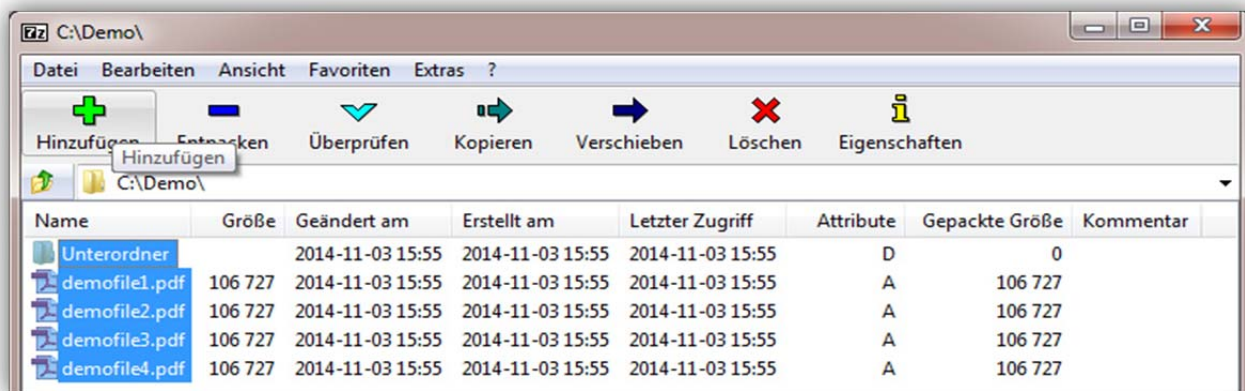 7z C:\Demo\
Datei Bearbeiten Ansicht Favoriten Extras ?
Hinzufügen Entpacken Überprüfen Kopieren Verschieben Löschen Eigenschaften
Hinzufügen
C:\Demo\
Name Größe Geändert am Erstellt am Letzter Zugriff Attribute Gepackte Größe Kommentar
Unterordner 2014-11-03 15:55 2014-11-03 15:55 2014-11-03 15:55 D 0
demofile1.pdf 106 727 2014-11-03 15:55 2014-11-03 15:55 2014-11-03 15:55 A 106 727
demofile2.pdf 106 727 2014-11-03 15:55 2014-11-03 15:55 2014-11-03 15:55 A 106 727
demofile3.pdf 106 727 2014-11-03 15:55 2014-11-03 15:55 2014-11-03 15:55 A 106 727
demofile4.pdf 106 727 2014-11-03 15:55 2014-11-03 15:55 2014-11-03 15:55 A 106 727